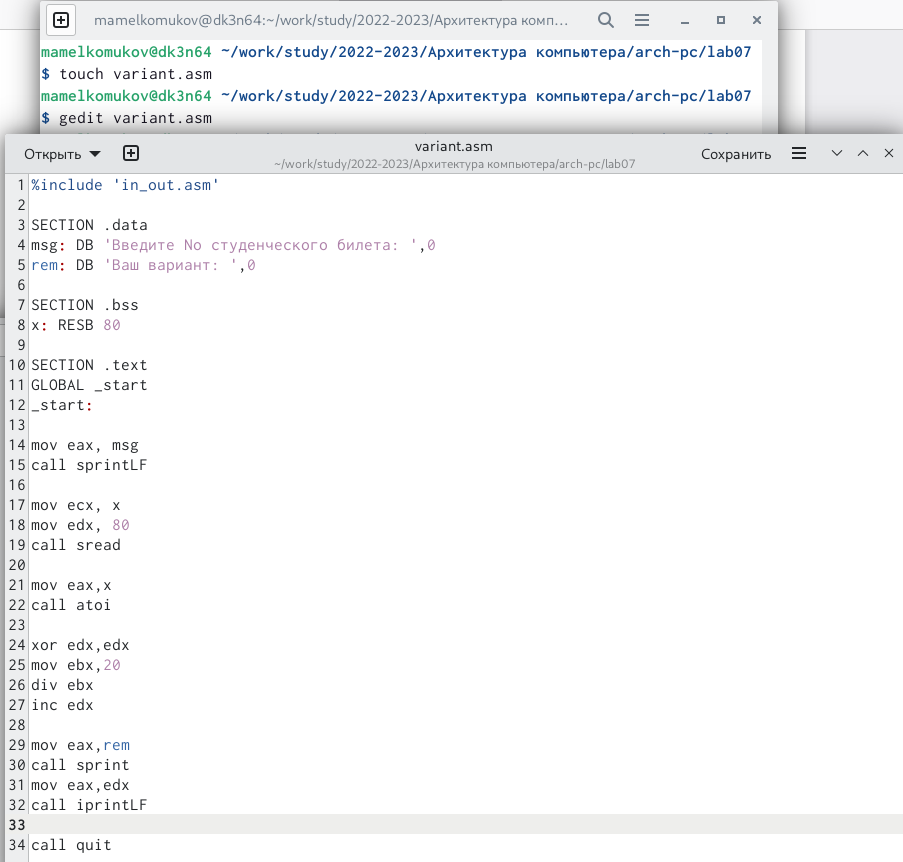 mamelkomukov@dk3n64:~/work/study/2022-2023/Архитектура комп...
mamelkomukov@dk3n64 ~/work/study/2022-2023/Архитектура компьютера/arch-pc/lab07
$ touch variant.asm
mamelkomukov@dk3n64 ~/work/study/2022-2023/Архитектура компьютера/arch-pc/lab07
$ gedit variant.asm
Открыть
variant.asm
~/work/study/2022-2023/Архитектура компьютера/arch-pc/lab07
Сохранить
1 %include 'in_out.asm'
2
3 SECTION .data
4 msg: DB 'Введите No студенческого билета: ',0
5 rem: DB 'Ваш вариант: ',0
6
7 SECTION .bss
8 x: RESB 80
9
10 SECTION .text
11 GLOBAL _start
12 _start:
13
14 mov eax, msg
15 call sprintLF
16
17 mov ecx, x
18 mov edx, 80
19 call sread
20
21 mov eax,x
22 call atoi
23
24 xor edx,edx
25 mov ebx,20
26 div ebx
27 inc edx
28
29 mov eax,rem
30 call sprint
31 mov eax,edx
32 call iprintLF
33
34 call quit